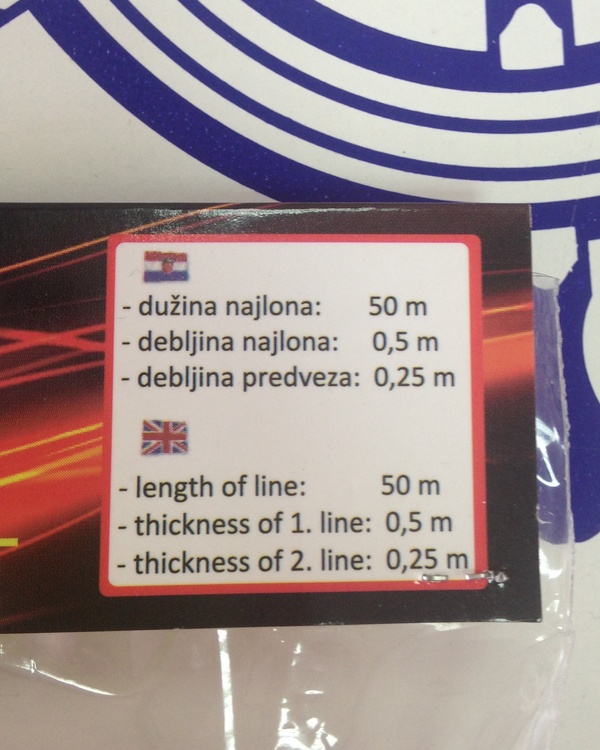 - dužina najlona: 50 m
- debljina najlona: 0,5 m
- debljina predveza: 0,25 m
- length of line: 50 m
- thickness of 1. line: 0,5 m
- thickness of 2. line: 0,25 m